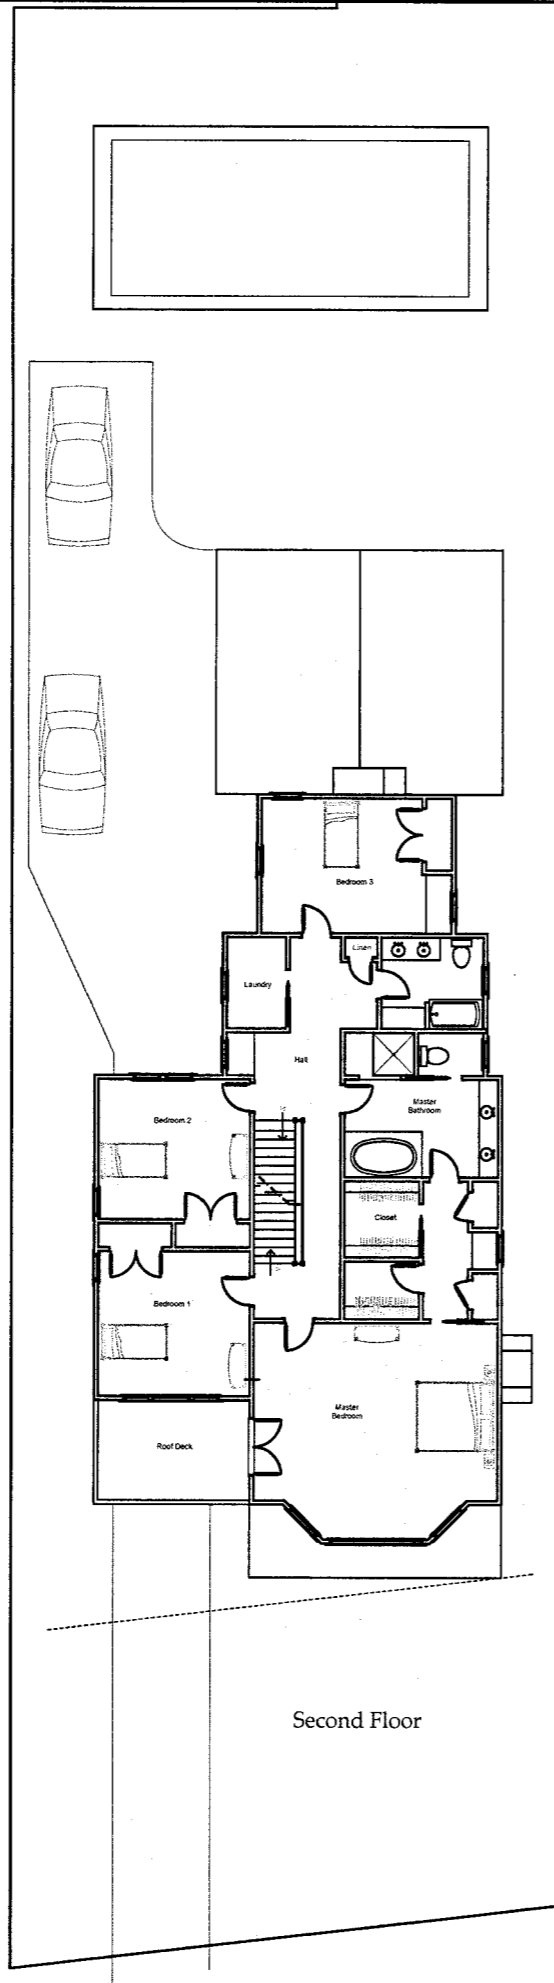 Bedroom 3
Linen
Laundry
Hall
Bedroom 2
Master
Bathroom
Closet
Bedroom 1
Master
Bedroom
Roof Deck
Second Floor